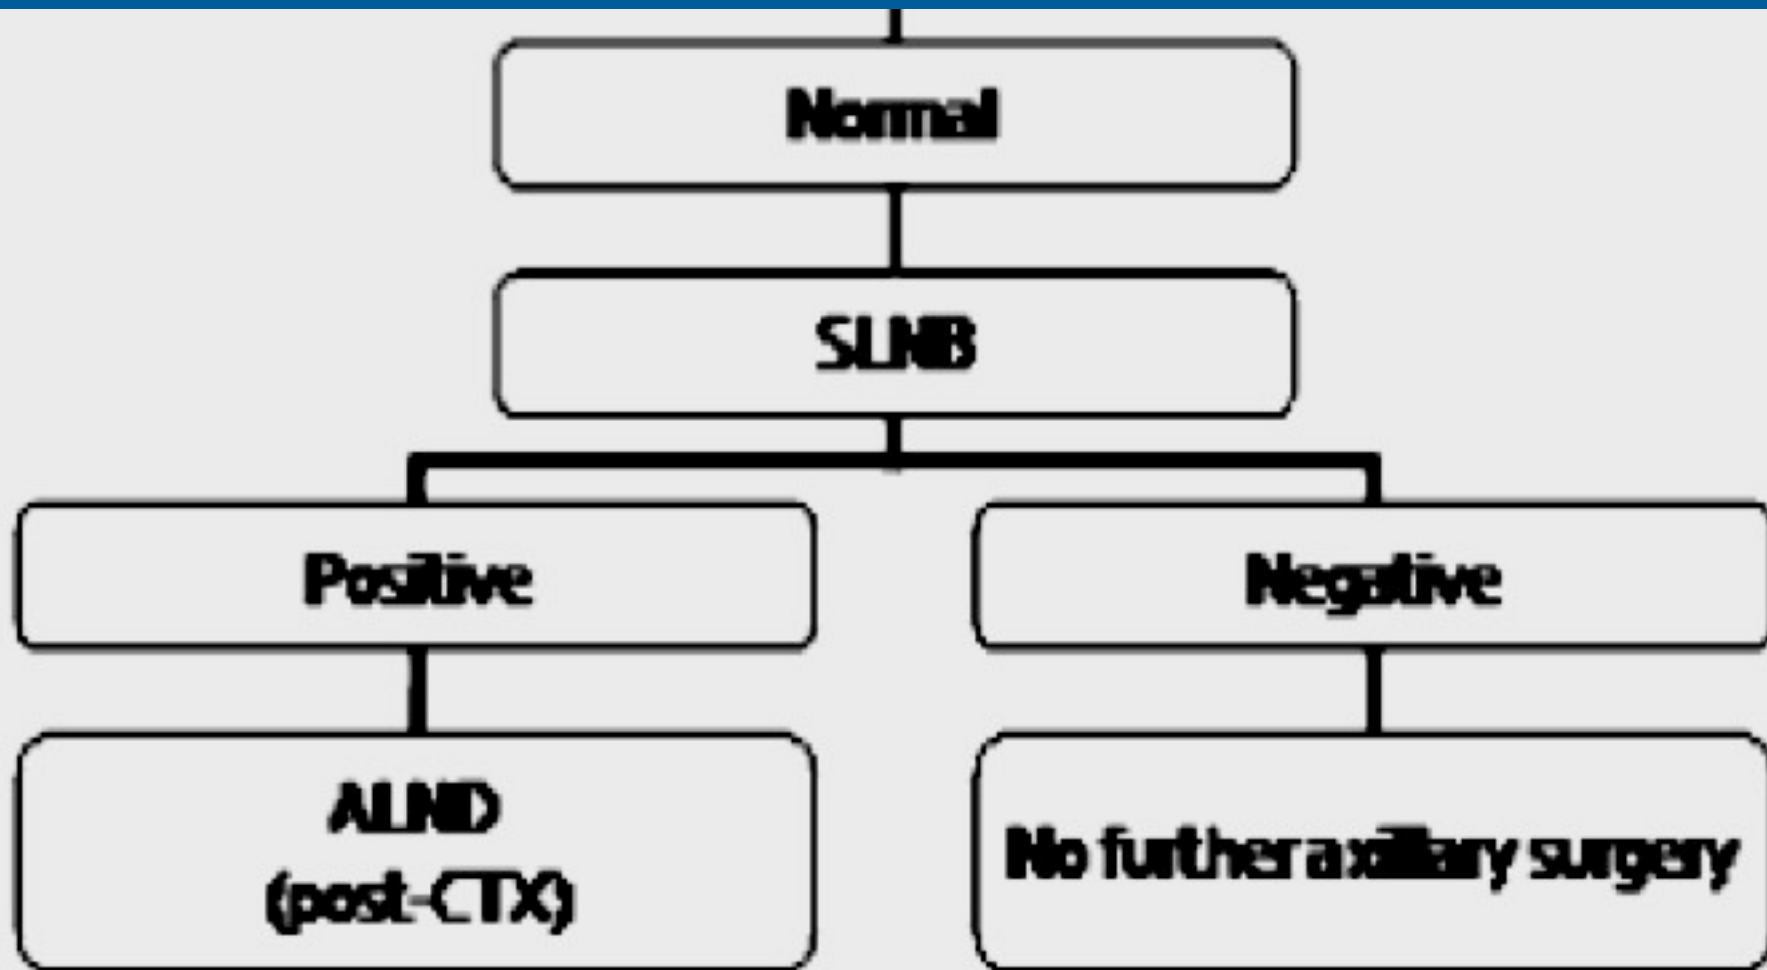 Normal
SLNB
Positive
Negative
ALND
(post-CTX)
No further axillary surgery